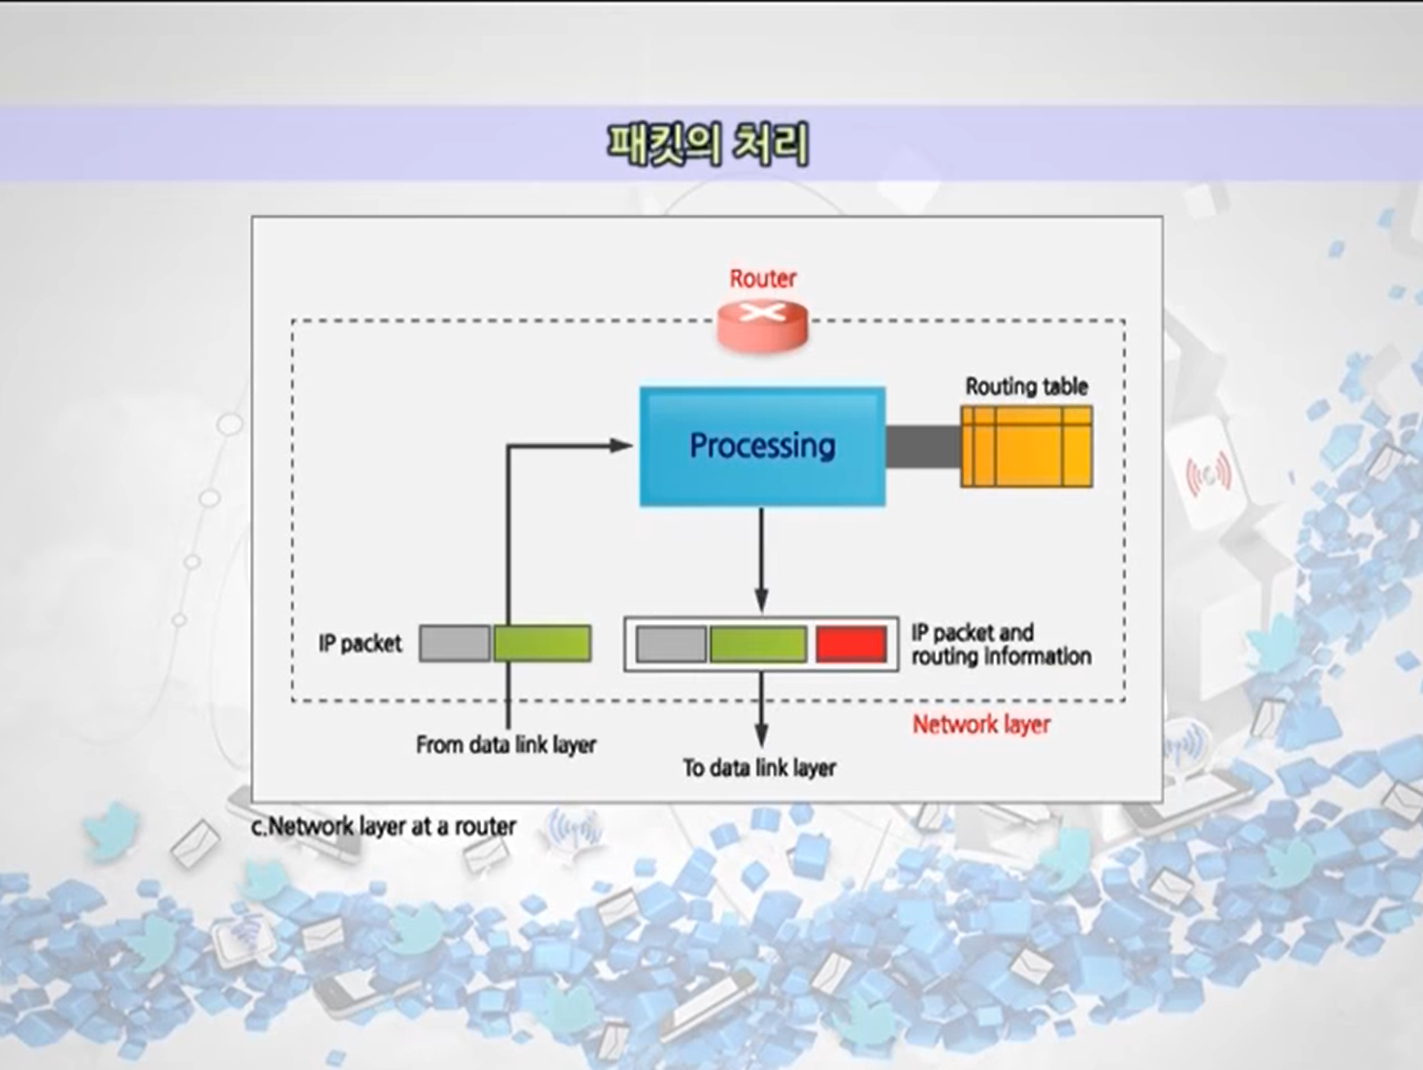 패킷의 처리
Router
Routing table
Processing
IP packet
IP packet and
routing information
Network layer
From data link layer
To data link layer
c.Network layer at a router